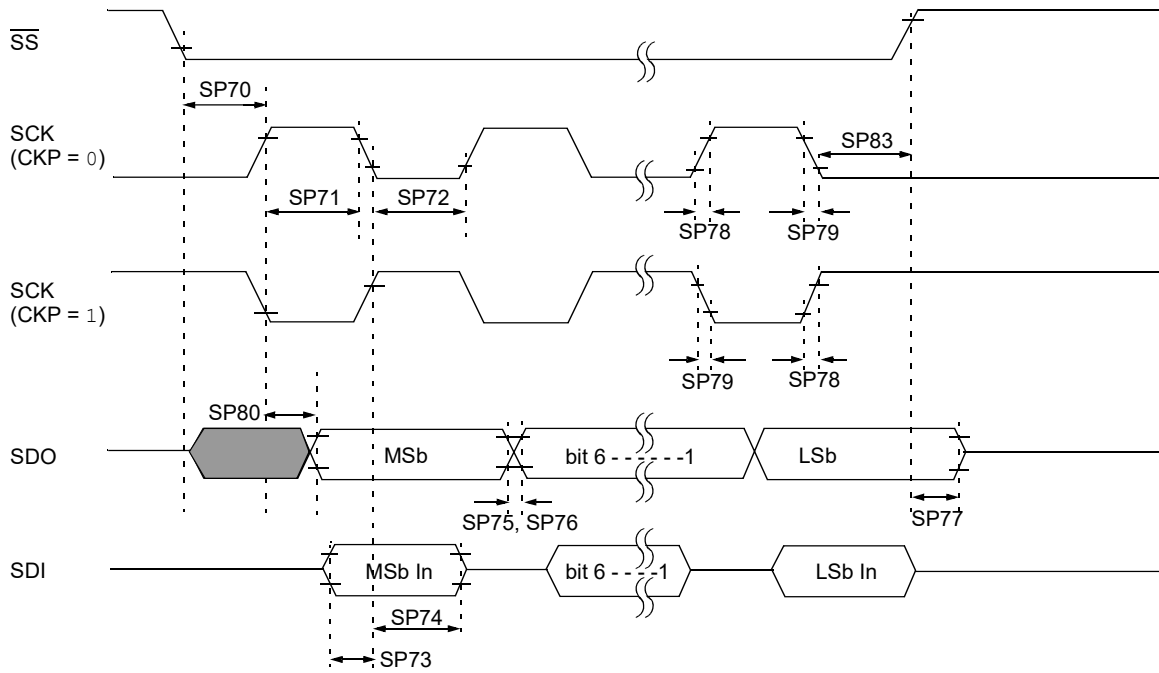 SS
SP70
SCK
(CKP = 0)
SP83
SP71
SP72
SP78
SP79
SCK
(CKP = 1)
SP79
SP78
SP80
SDO
MSb
bit 6 - - - - - - -1
LSb
SP75, SP76
SP77
SDI
MSb In
bit 6 - - - - -1
LSb In
SP74
SP73